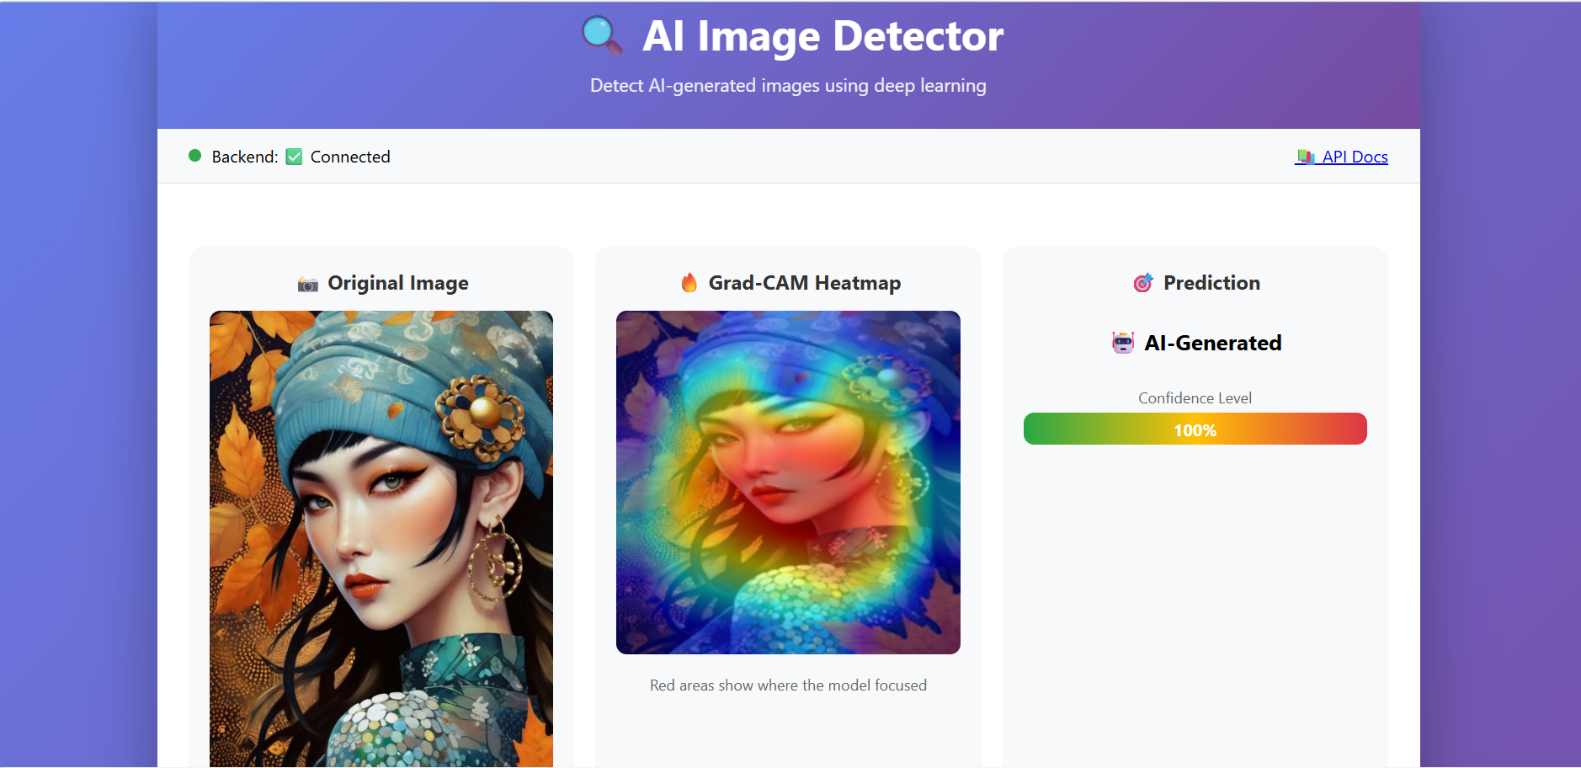 AI Image Detector
Detect AI-generated images using deep learning
Backend: ✅ Connected
📚 API Docs
📷 Original Image
🔥 Grad-CAM Heatmap
🎯 Prediction
🤖 AI-Generated
Confidence Level
100%
Red areas show where the model focused